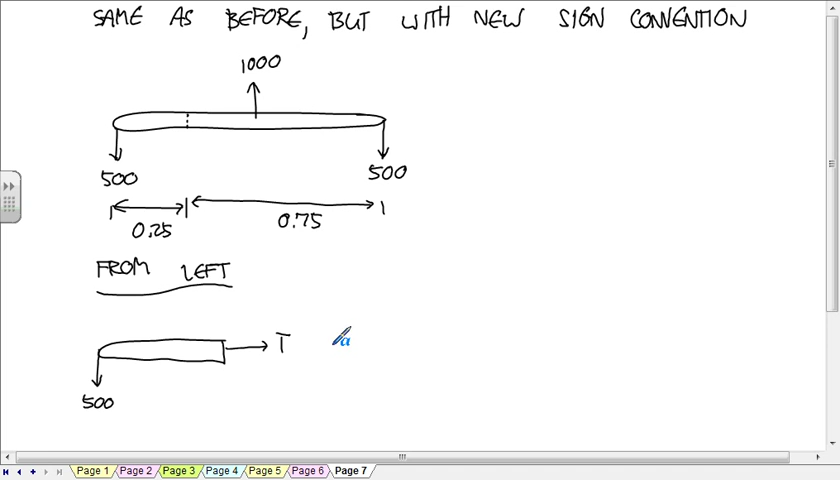 SAME AS BEFORE, BUT WITH NEW SIGN CONVENTION
1000
500
500
0.25
0.75
FROM LEFT
T
a
500
Page 1 Page 2 Page 3 Page 4 Page 5 Page 6 Page 7